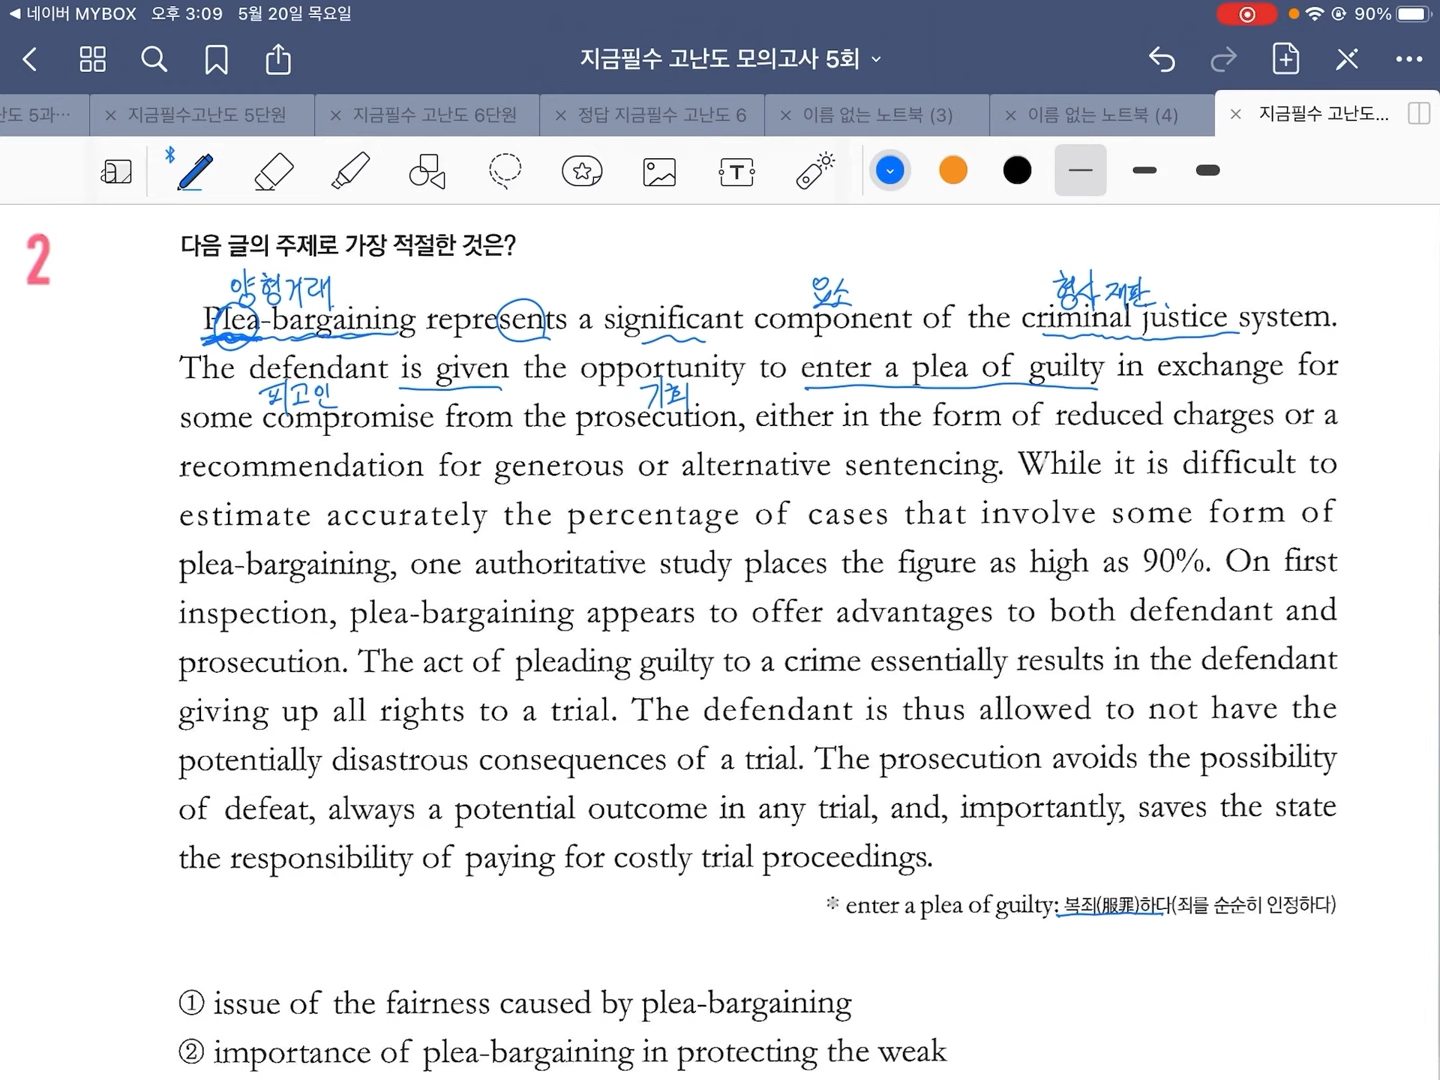 네이버 MYBOX 오후 3:09 5월 20일 목요일 90%
지금필수 고난도 모의고사 5회
난도 5과... 지금필수고난도 5단원 지금필수 고난도 6단원 정답 지금필수 고난도 6 이름 없는 노트북 (3) 이름 없는 노트북 (4) 지금필수 고난도...
2 다음 글의 주제로 가장 적절한 것은?
양형거래 요소 형사 재판
Plea-bargaining represents a significant component of the criminal justice system.
The defendant is given the opportunity to enter a plea of guilty in exchange for
피고인 기회
some compromise from the prosecution, either in the form of reduced charges or a
recommendation for generous or alternative sentencing. While it is difficult to
estimate accurately the percentage of cases that involve some form of
plea-bargaining, one authoritative study places the figure as high as 90%. On first
inspection, plea-bargaining appears to offer advantages to both defendant and
prosecution. The act of pleading guilty to a crime essentially results in the defendant
giving up all rights to a trial. The defendant is thus allowed to not have the
potentially disastrous consequences of a trial. The prosecution avoids the possibility
of defeat, always a potential outcome in any trial, and, importantly, saves the state
the responsibility of paying for costly trial proceedings.
* enter a plea of guilty: 복죄(服罪)하다(죄를 순순히 인정하다)
① issue of the fairness caused by plea-bargaining
② importance of plea-bargaining in protecting the weak